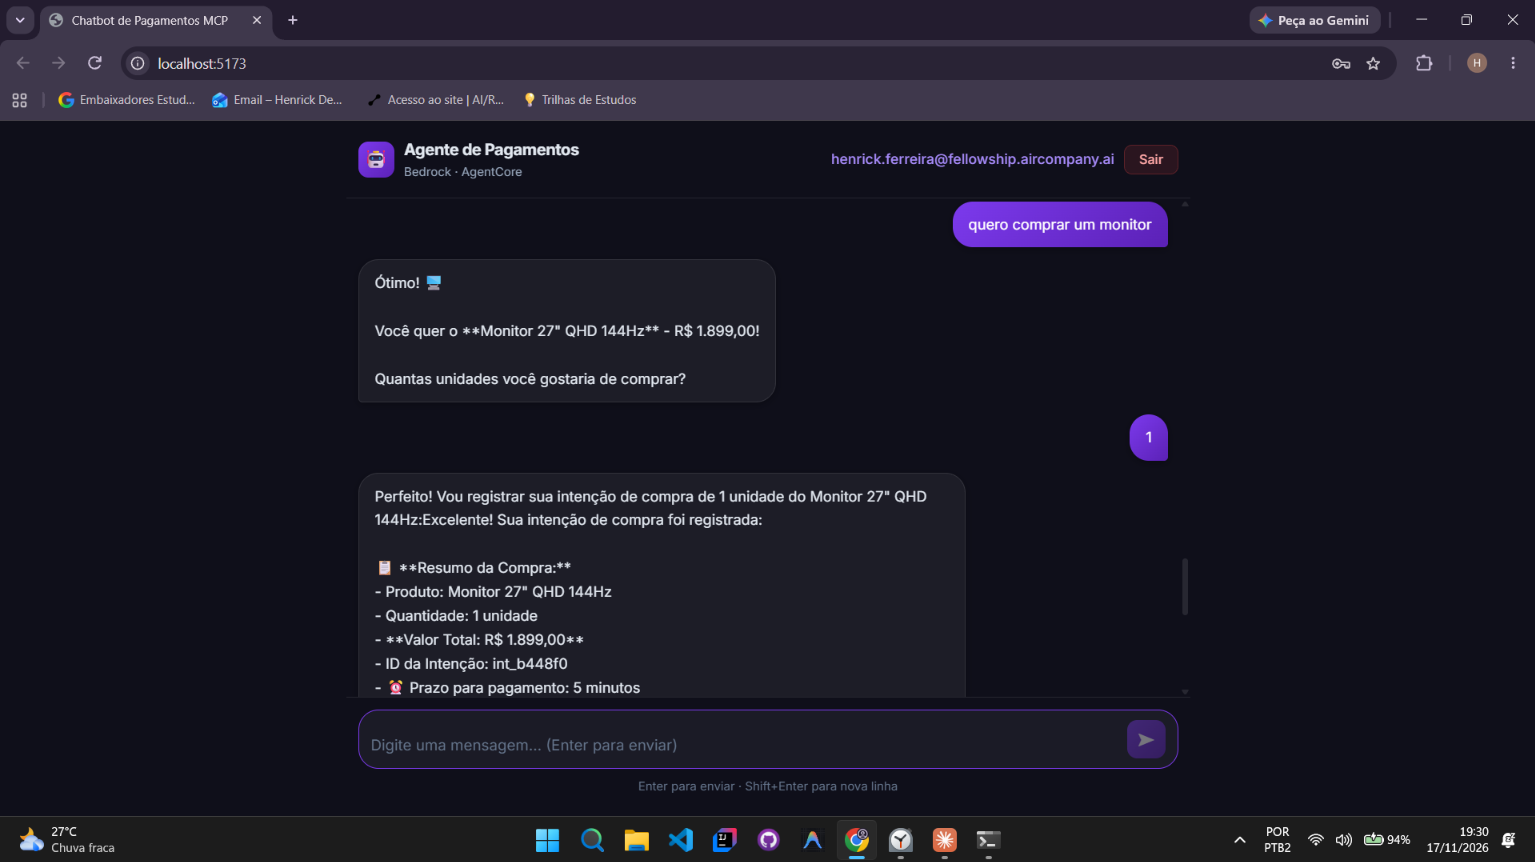 Chatbot de Pagamentos MCP
Peça ao Gemini
localhost:5173
H
Embaixadores Estud...
Email – Henrick De...
Acesso ao site | AI/R...
Trilhas de Estudos
Agente de Pagamentos
Bedrock · AgentCore
henrick.ferreira@fellowship.aircompany.ai
Sair
quero comprar um monitor
Ótimo! 🖥️
Você quer o **Monitor 27" QHD 144Hz** - R$ 1.899,00!
Quantas unidades você gostaria de comprar?
1
Perfeito! Vou registrar sua intenção de compra de 1 unidade do Monitor 27" QHD
144Hz:Excelente! Sua intenção de compra foi registrada:
📋 **Resumo da Compra:**
- Produto: Monitor 27" QHD 144Hz
- Quantidade: 1 unidade
- **Valor Total: R$ 1.899,00**
- ID da Intenção: int_b448f0
- ⏰ Prazo para pagamento: 5 minutos
Digite uma mensagem... (Enter para enviar)
Enter para enviar · Shift+Enter para nova linha
27°C
Chuva fraca
POR
PTB2
94%
19:30
17/11/2026